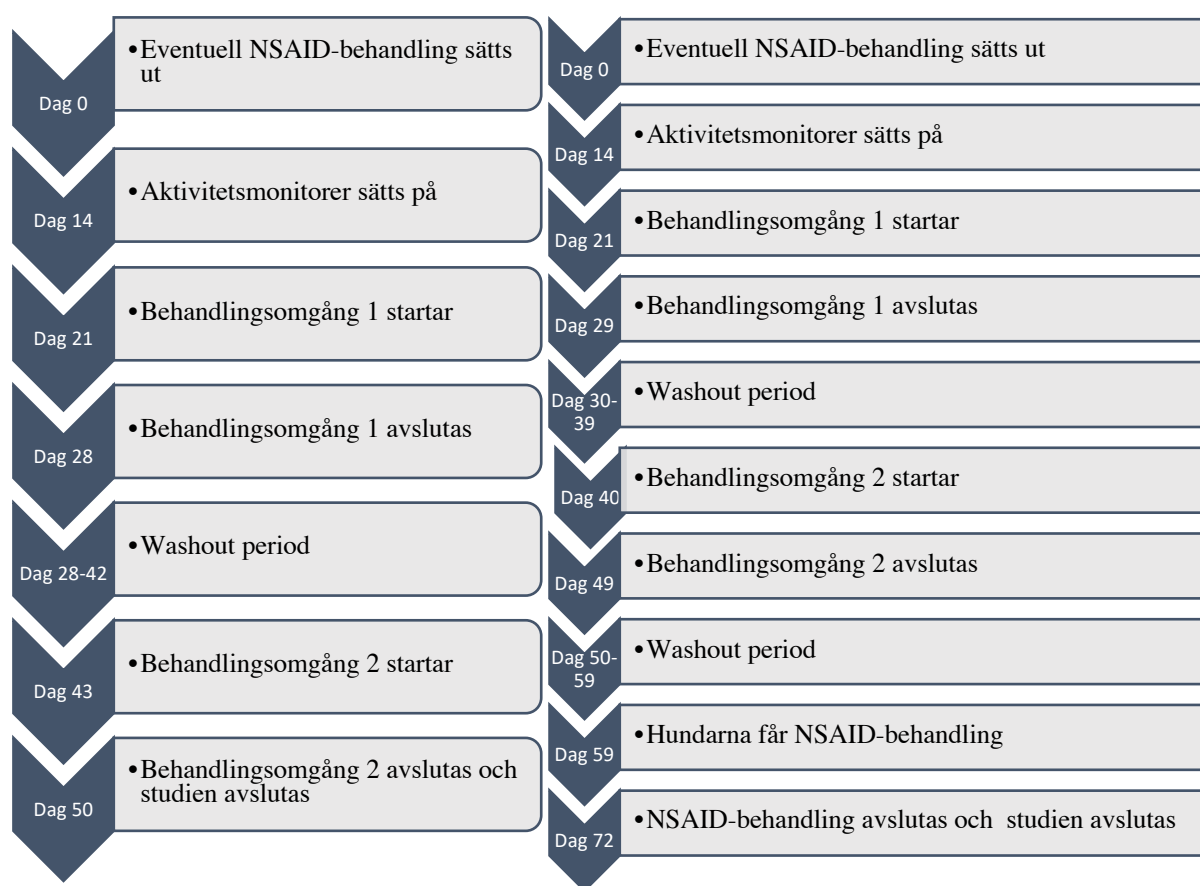 Dag 0
•Eventuell NSAID-behandling sätts
ut
Dag 14
•Aktivitetsmonitorer sätts på
Dag 21
•Behandlingsomgång 1 startar
Dag 28
•Behandlingsomgång 1 avslutas
Dag 28-42
•Washout period
Dag 43
•Behandlingsomgång 2 startar
Dag 50
•Behandlingsomgång 2 avslutas och
studien avslutas
Dag 0
•Eventuell NSAID-behandling sätts ut
Dag 14
•Aktivitetsmonitorer sätts på
Dag 21
•Behandlingsomgång 1 startar
Dag 29
•Behandlingsomgång 1 avslutas
Dag 30-
39
•Washout period
Dag 40
•Behandlingsomgång 2 startar
Dag 49
•Behandlingsomgång 2 avslutas
Dag 50-
59
•Washout period
Dag 59
•Hundarna får NSAID-behandling
Dag 72
•NSAID-behandling avslutas och  studien avslutas